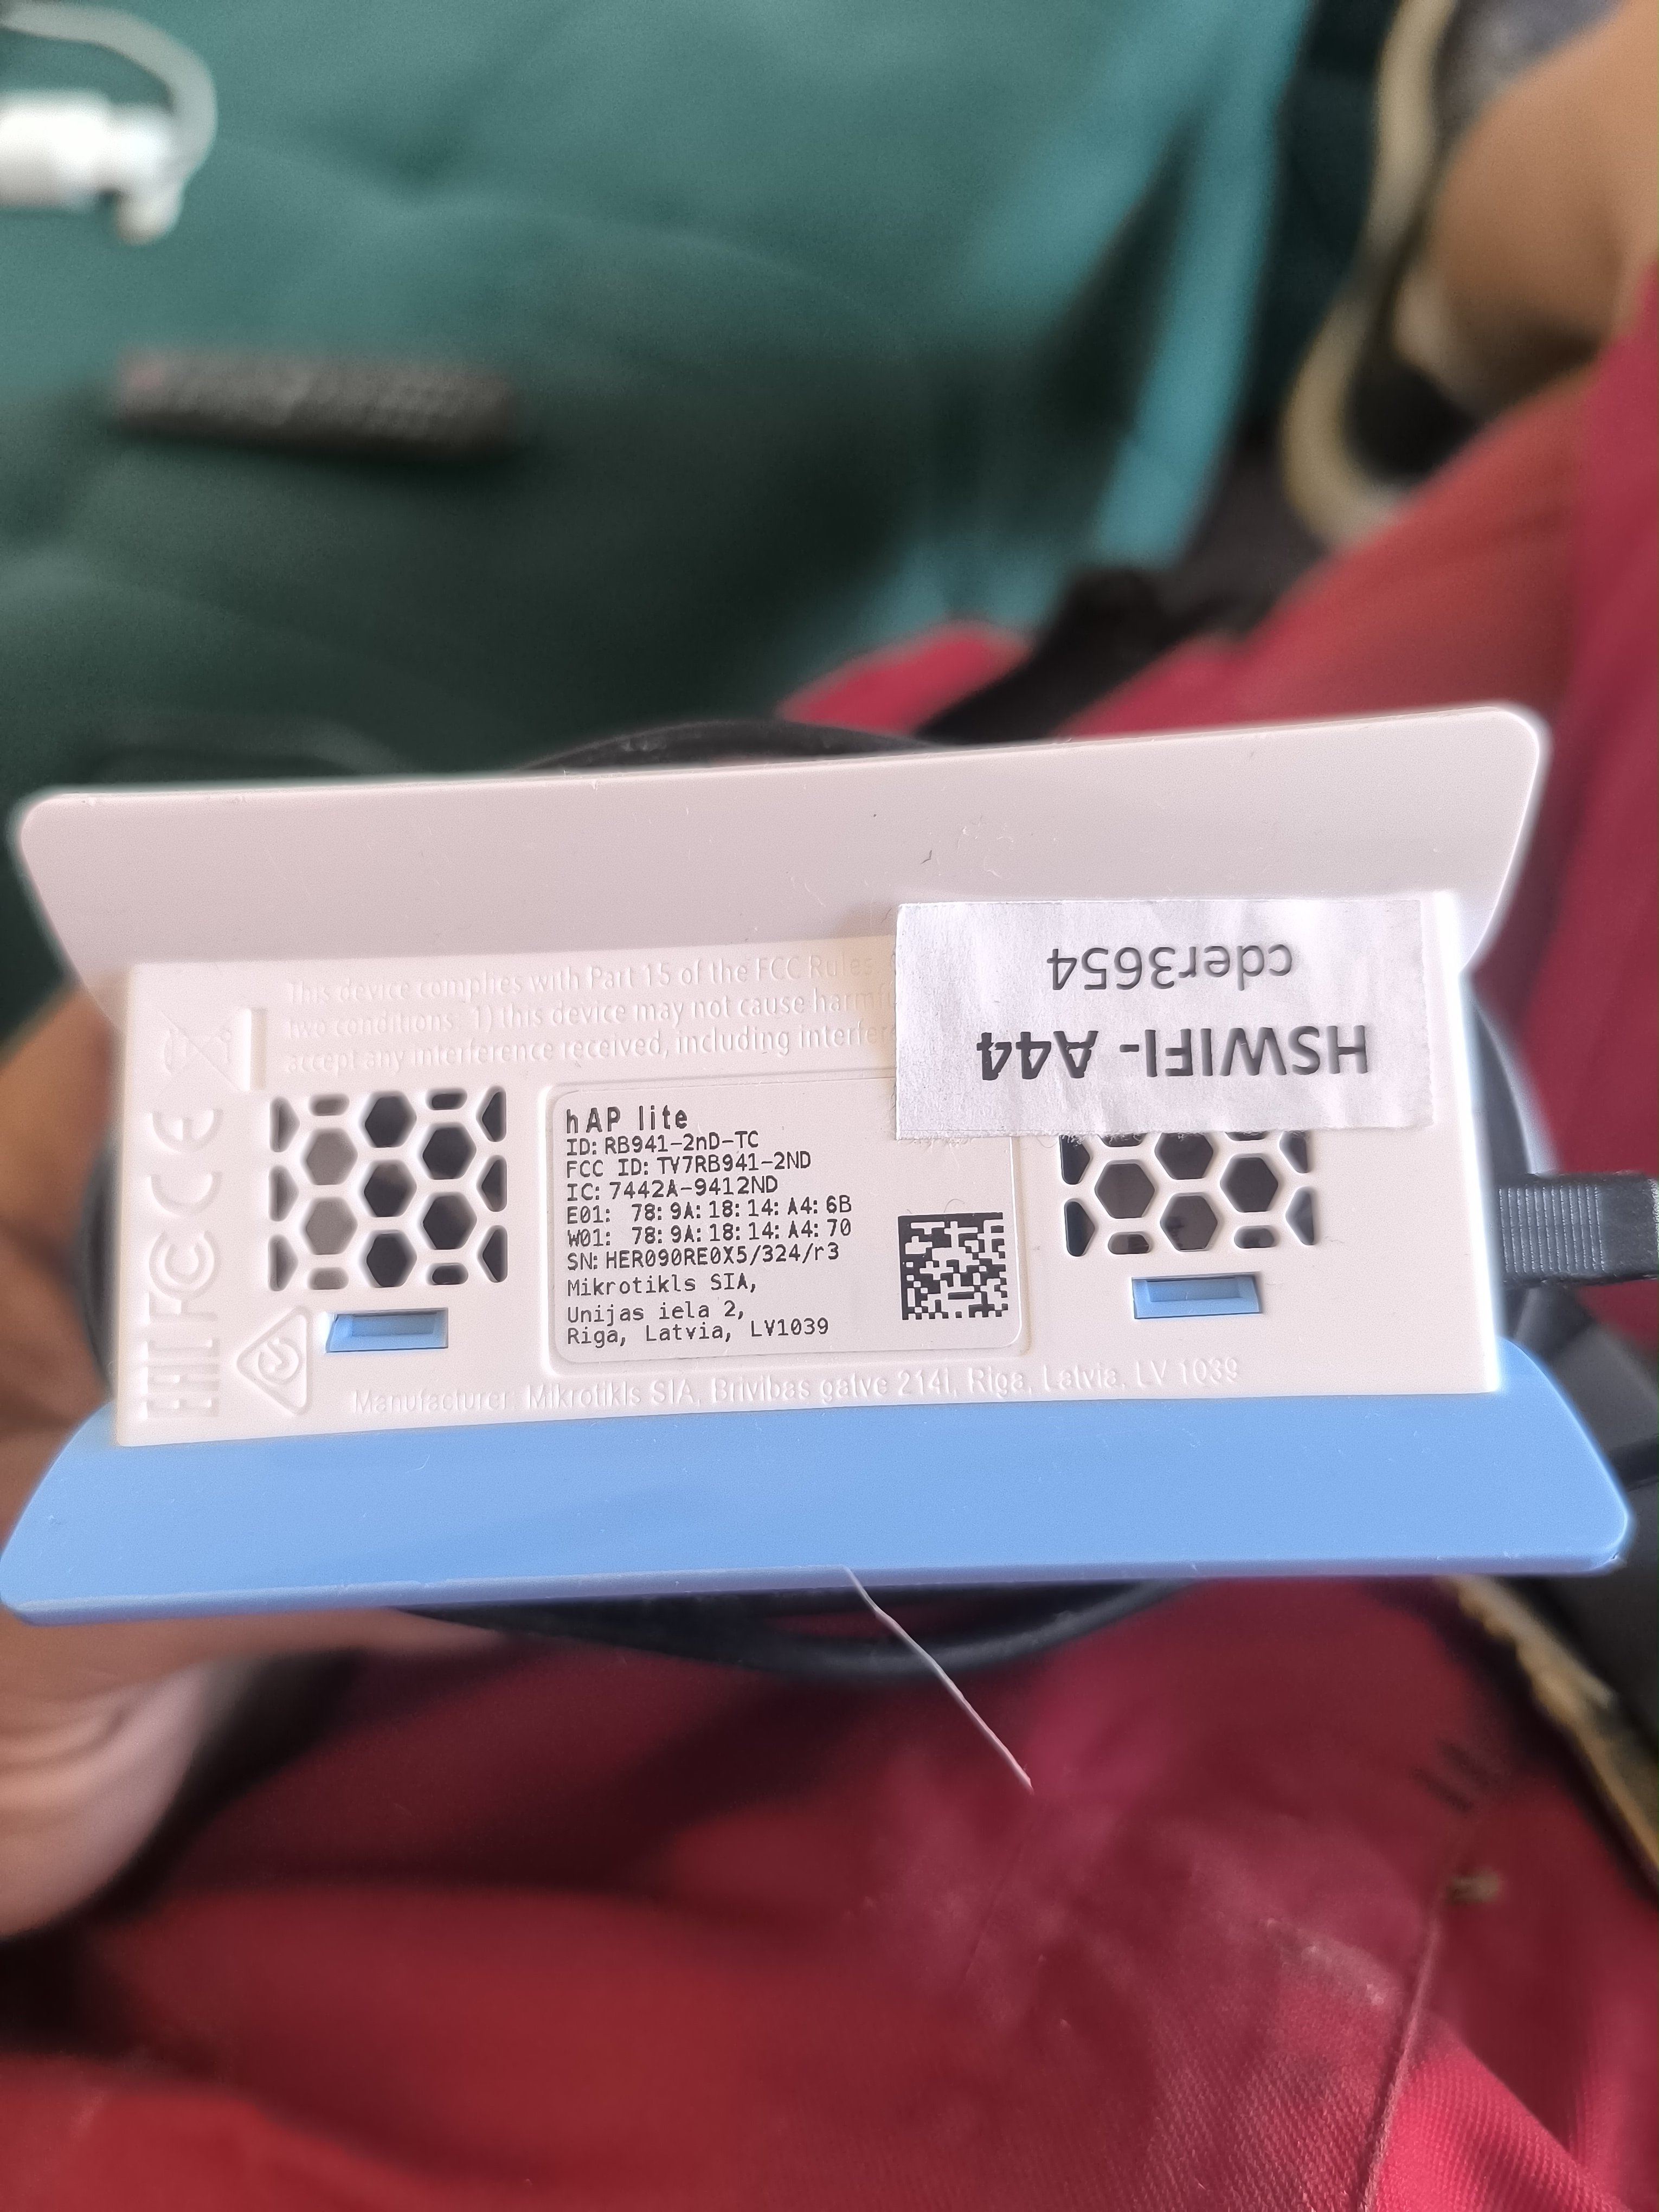 This device complies with Part 15 of the FCC Rules
two conditions: 1) this device may not cause harmf
accept any interference received, including interfe
HSWIFI- A44
cder3654
hAP lite
ID: RB941-2nD-TC
FCC ID: TV7RB941-2ND
IC: 7442A-9412ND
E01: 78:9A:18:14:A4:6B
W01: 78:9A:18:14:A4:70
SN: HER090RE0X5/324/r3
Mikrotikls SIA,
Unijas iela 2,
Riga, Latvia, LV1039
Manufacturer: Mikrotikls SIA, Brivibas gatve 214i, Riga, Latvia, LV 1039
EAC FC CE